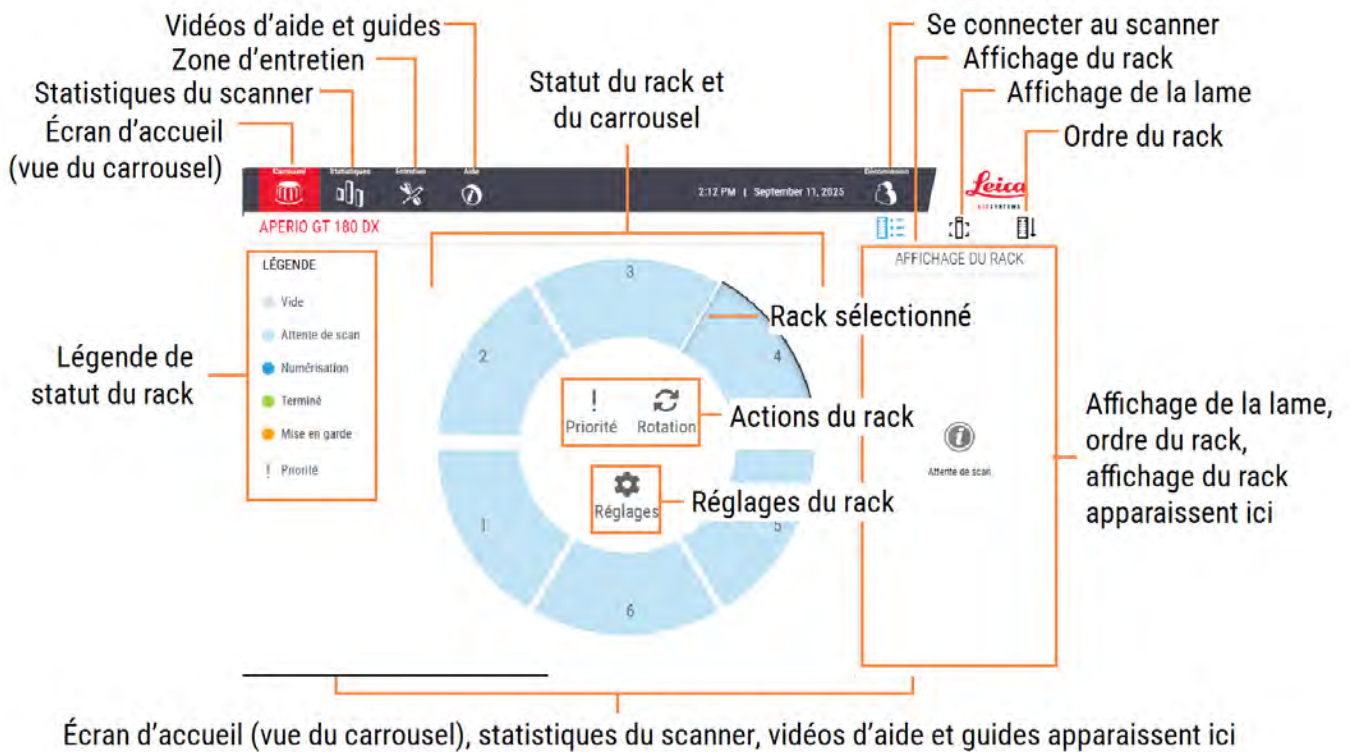 Vidéos d'aide et guides
Zone d'entretien
Statistiques du scanner
Écran d'accueil
(vue du carrousel)
Statut du rack et
du carrousel
Se connecter au scanner
Affichage du rack
Affichage de la lame
Ordre du rack
Carrousel
Statistiques
Entretien
Aide
2:12 PM | September 11, 2025
Déconnexion
Leica
BIOSYSTEMS
APERIO GT 180 DX
AFFICHAGE DU RACK
LÉGENDE
Vide
Attente de scan
Numérisation
Terminé
Mise en garde
! Priorité
Légende de
statut du rack
3
2
4
1
5
6
Rack sélectionné
!
Priorité
Rotation
Actions du rack
Réglages
Réglages du rack
i
Attente de scan
Affichage de la lame,
ordre du rack,
affichage du rack
apparaissent ici
Écran d'accueil (vue du carrousel), statistiques du scanner, vidéos d'aide et guides apparaissent ici